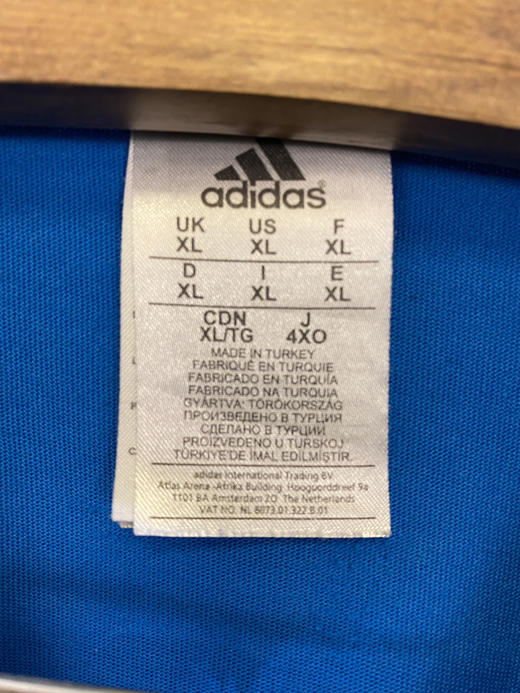 adidas
UK US F
XL XL XL
D I E
XL XL XL
CDN J
XL/TG 4XO
MADE IN TURKEY
FABRIQUÉ EN TURQUIE
FABRICADO EN TURQUÍA
FABRICADO NA TURQUIA
GYÁRTVA: TÖRÖKORSZÁG
ПРОИЗВЕДЕНО В ТУРЦИЯ
СДЕЛАНО В ТУРЦИИ
PROIZVEDENO U TURSKOJ
TÜRKİYE'DE İMAL EDİLMİŞTİR.
adidas International Trading BV
Atlas Arena -Afrika Building Hoogoorddreef 9a
1101 BA Amsterdam ZO The Netherlands
VAT NO. NL 8073.01.322.B.01